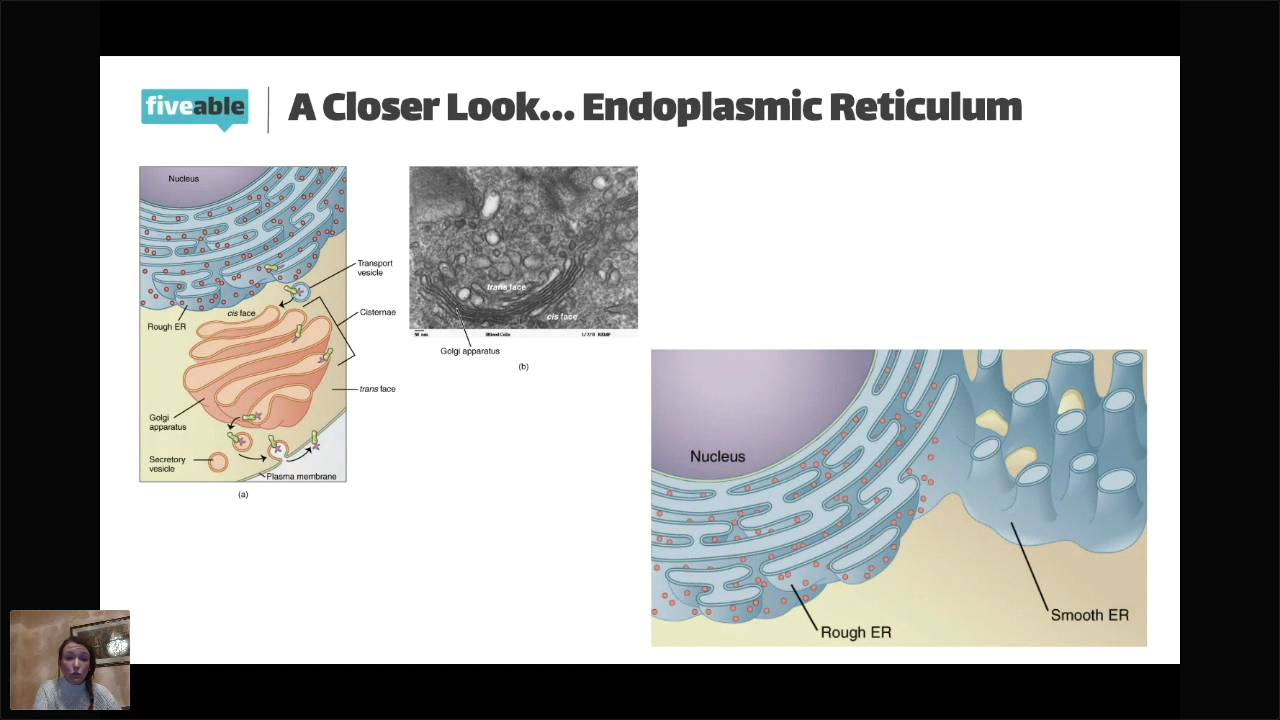 fiveable
A Closer Look... Endoplasmic Reticulum
Nucleus
Transport
vesicle
cis face
Cisternae
Rough ER
trans face
Golgi
apparatus
Secretory
vesicle
Plasma membrane
(a)
trans face
cis face
Golgi apparatus
(b)
Nucleus
Smooth ER
Rough ER